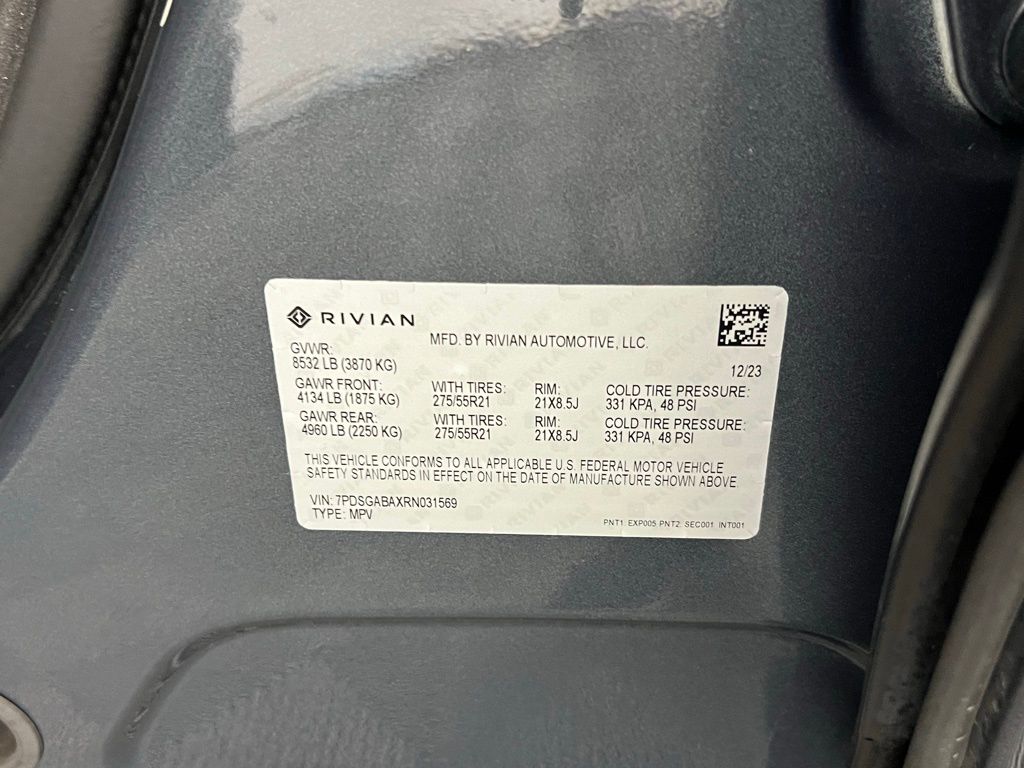 RIVIAN
MFD. BY RIVIAN AUTOMOTIVE, LLC.
GVWR:
8532 LB (3870 KG)
12/23
GAWR FRONT: WITH TIRES: RIM: COLD TIRE PRESSURE:
4134 LB (1875 KG) 275/55R21 21X8.5J 331 KPA, 48 PSI
GAWR REAR: WITH TIRES: RIM: COLD TIRE PRESSURE:
4960 LB (2250 KG) 275/55R21 21X8.5J 331 KPA, 48 PSI
THIS VEHICLE CONFORMS TO ALL APPLICABLE U.S. FEDERAL MOTOR VEHICLE
SAFETY STANDARDS IN EFFECT ON THE DATE OF MANUFACTURE SHOWN ABOVE.
VIN: 7PDSGABAXRN031569
TYPE: MPV
PNT1 EXP005 PNT2 SEC001 INT001